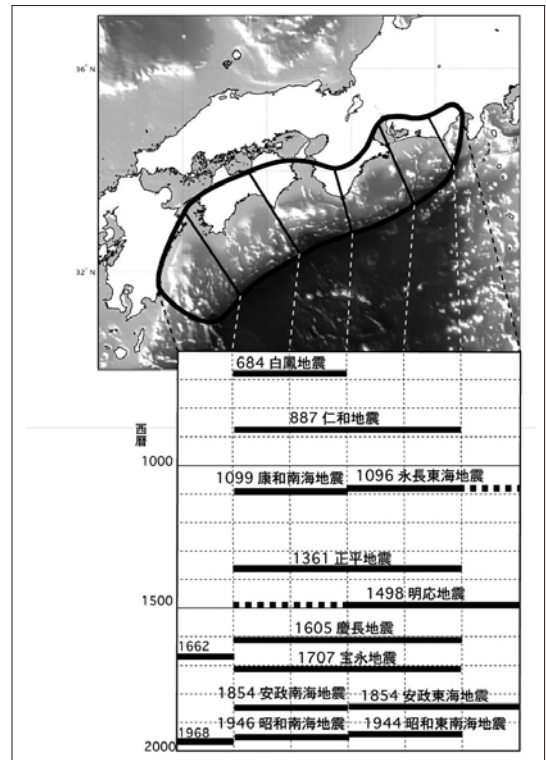 36°N
32°N
684 白鳳地震
887 仁和地震
西暦
1000
1099 康和南海地震
1096 永長東海地震
1361 正平地震
1498 明応地震
1500
1605 慶長地震
1662
1707 宝永地震
1854 安政南海地震
1854 安政東海地震
1946 昭和南海地震
1944 昭和東南海地震
1968
2000